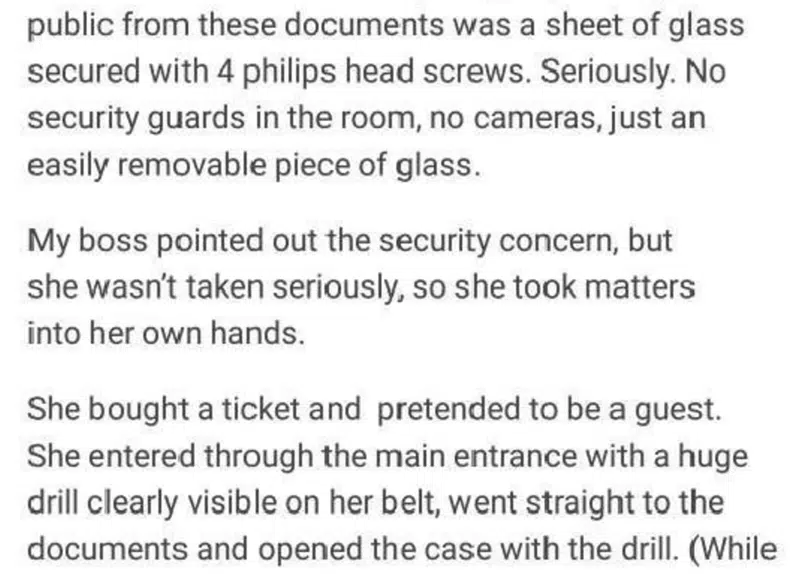 public from these documents was a sheet of glass
secured with 4 philips head screws. Seriously. No
security guards in the room, no cameras, just an
easily removable piece of glass.
My boss pointed out the security concern, but
she wasn't taken seriously, so she took matters
into her own hands.
She bought a ticket and pretended to be a guest.
She entered through the main entrance with a huge
drill clearly visible on her belt, went straight to the
documents and opened the case with the drill. (While